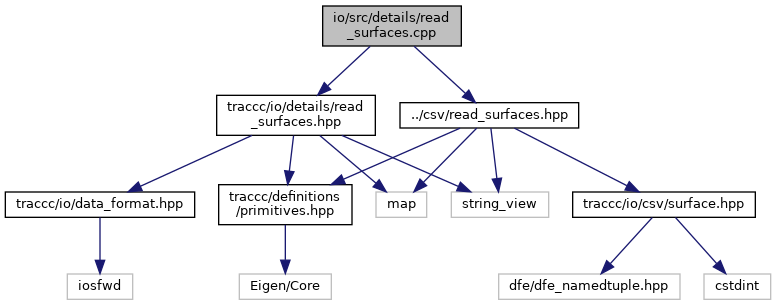 io/src/details/read
_surfaces.cpp
traccc/io/details/read
_surfaces.hpp
../csv/read_surfaces.hpp
traccc/io/data_format.hpp
traccc/definitions
/primitives.hpp
map
string_view
traccc/io/csv/surface.hpp
iosfwd
Eigen/Core
dfe/dfe_namedtuple.hpp
cstdint